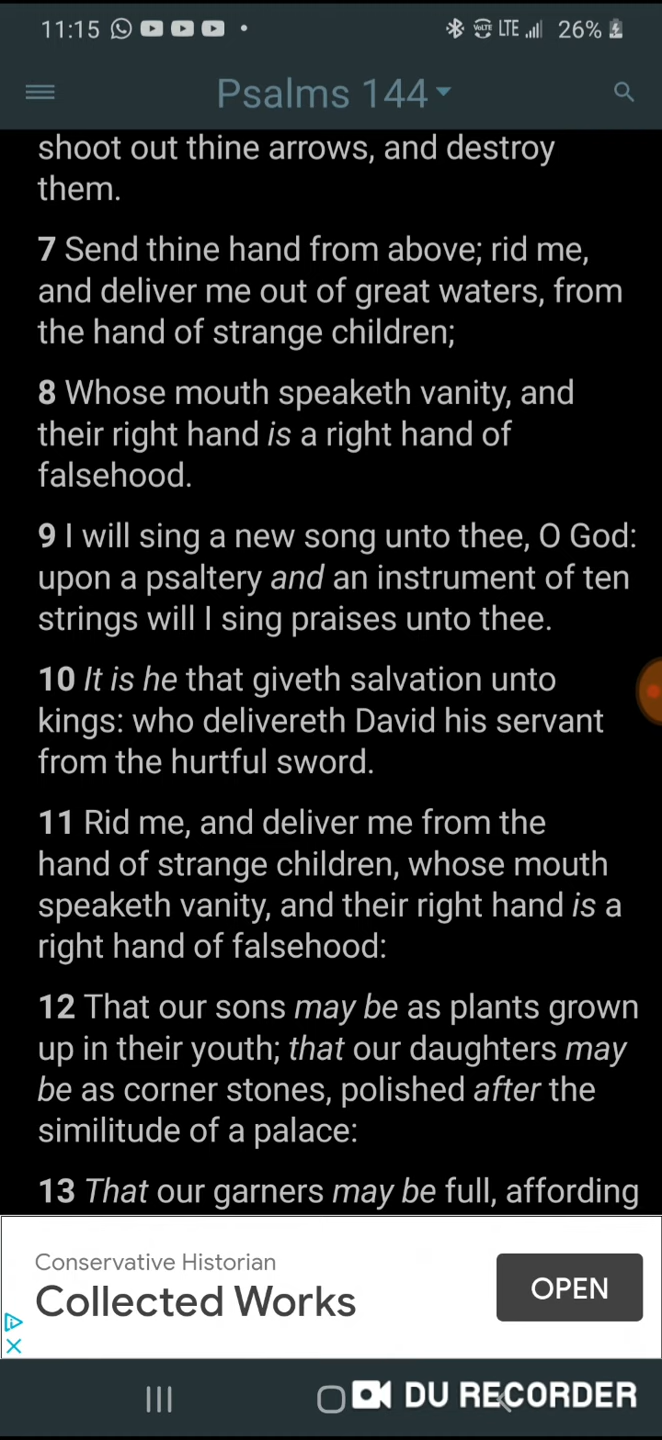 11:15 LTE 26%
Psalms 144
shoot out thine arrows, and destroy
them.
7 Send thine hand from above; rid me,
and deliver me out of great waters, from
the hand of strange children;
8 Whose mouth speaketh vanity, and
their right hand is a right hand of
falsehood.
9 I will sing a new song unto thee, O God:
upon a psaltery and an instrument of ten
strings will I sing praises unto thee.
10 It is he that giveth salvation unto
kings: who delivereth David his servant
from the hurtful sword.
11 Rid me, and deliver me from the
hand of strange children, whose mouth
speaketh vanity, and their right hand is a
right hand of falsehood:
12 That our sons may be as plants grown
up in their youth; that our daughters may
be as corner stones, polished after the
similitude of a palace:
13 That our garners may be full, affording
Conservative Historian
Collected Works
OPEN
DU RECORDER